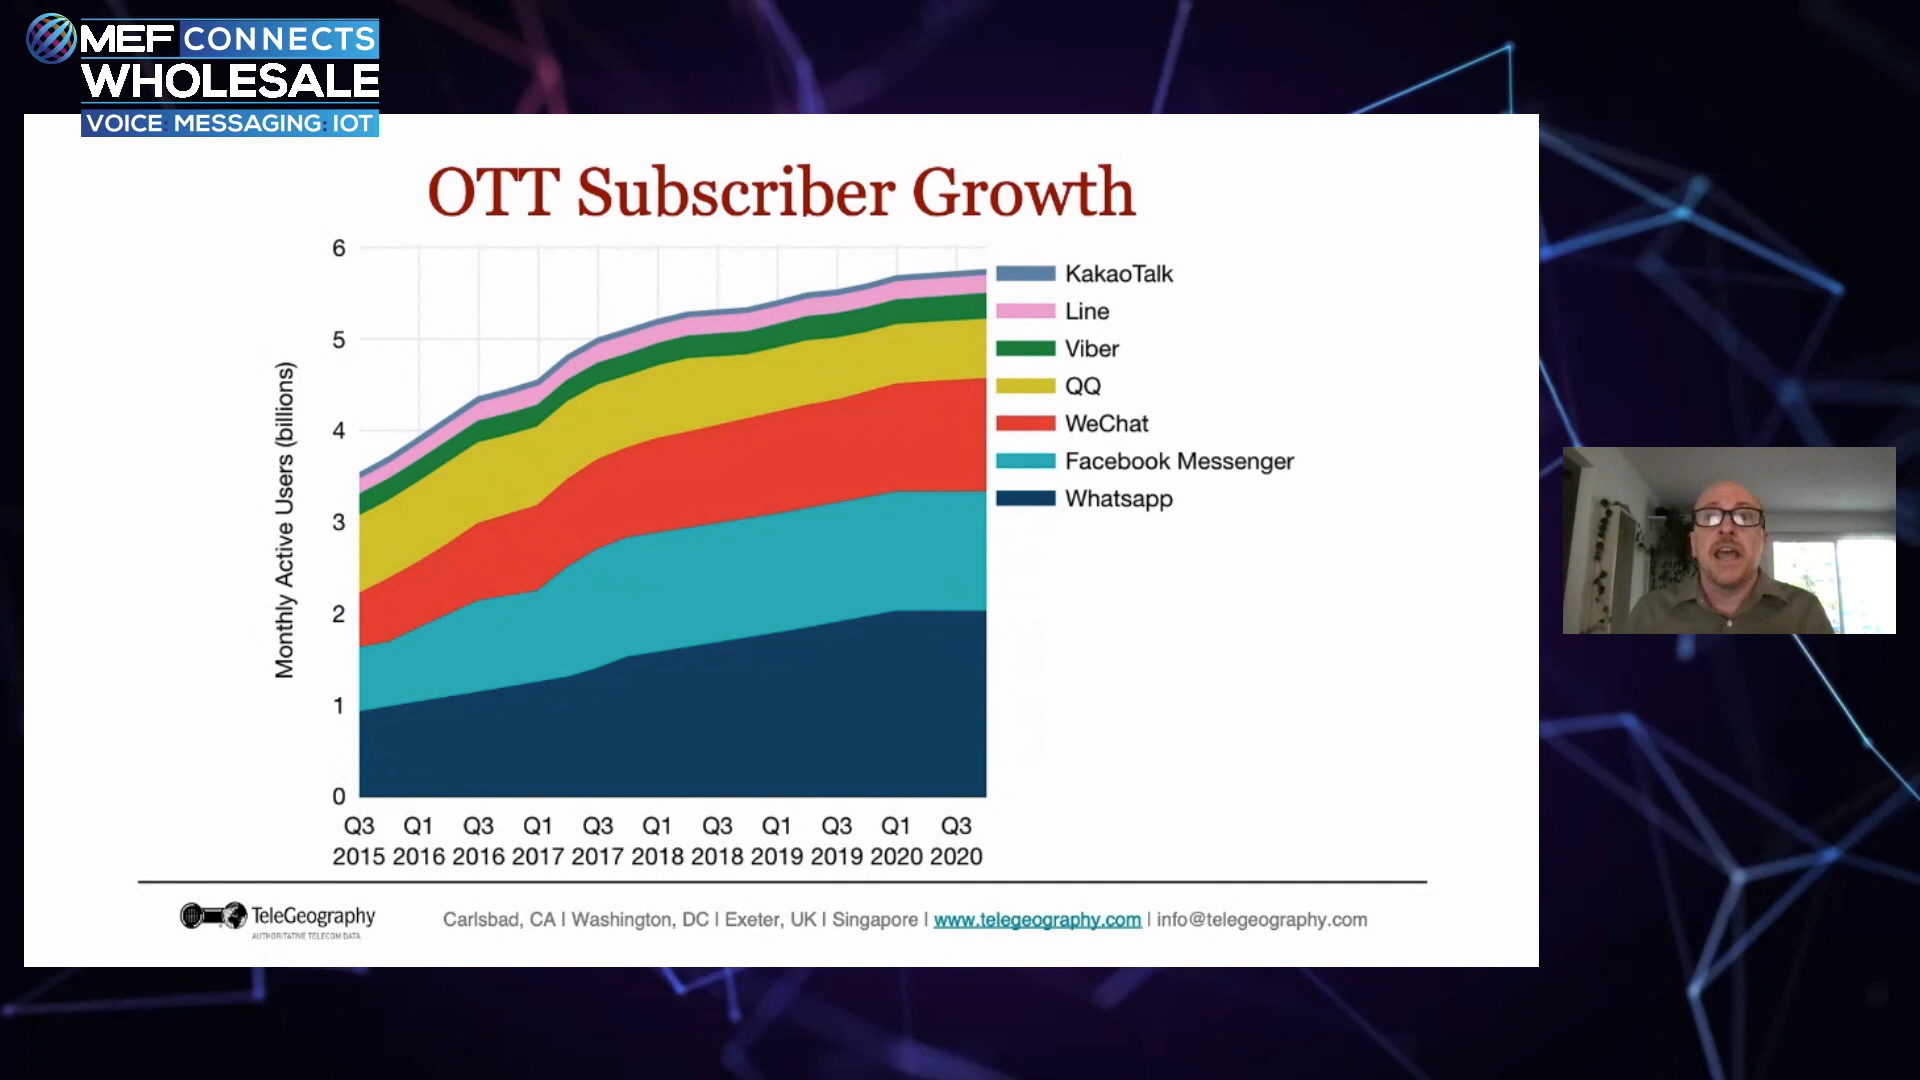 MEF CONNECTS
WHOLESALE
VOICE: MESSAGING: IOT
OTT Subscriber Growth
Monthly Active Users (billions)
6
5
4
3
2
1
0
Q3 Q1 Q3 Q1 Q3 Q1 Q3 Q1 Q3 Q1 Q3
2015 2016 2016 2017 2017 2018 2018 2019 2019 2020 2020
KakaoTalk
Line
Viber
QQ
WeChat
Facebook Messenger
Whatsapp
TeleGeography
AUTHORITATIVE TELECOM DATA
Carlsbad, CA I Washington, DC I Exeter, UK I Singapore I www.telegeography.com I info@telegeography.com